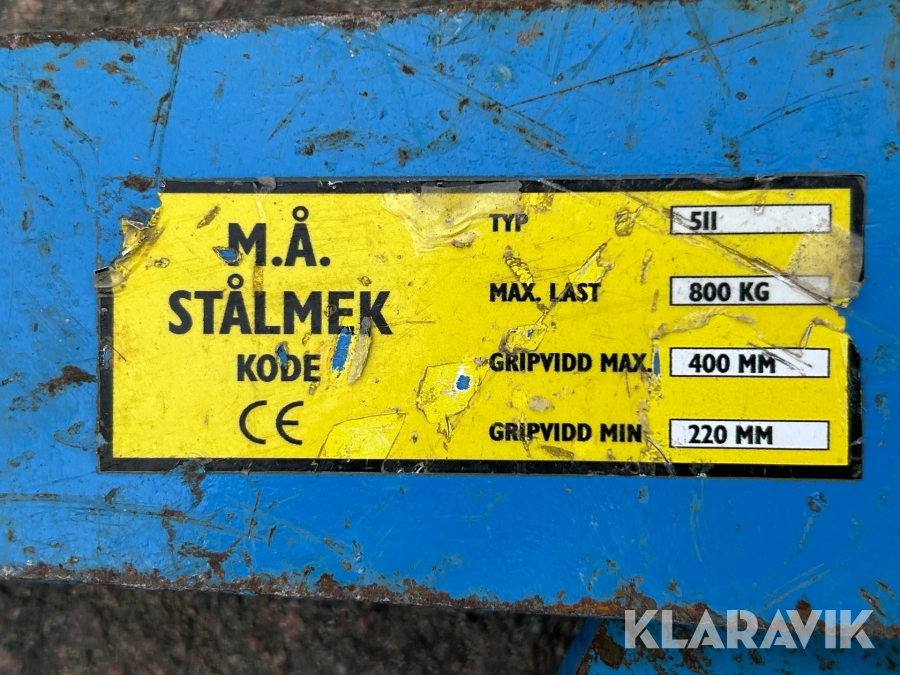 M.Å.
STÅLMEK
KODE
CE
TYP 511
MAX. LAST 800 KG
GRIPVIDD MAX. 400 MM
GRIPVIDD MIN 220 MM
KLARAVIK